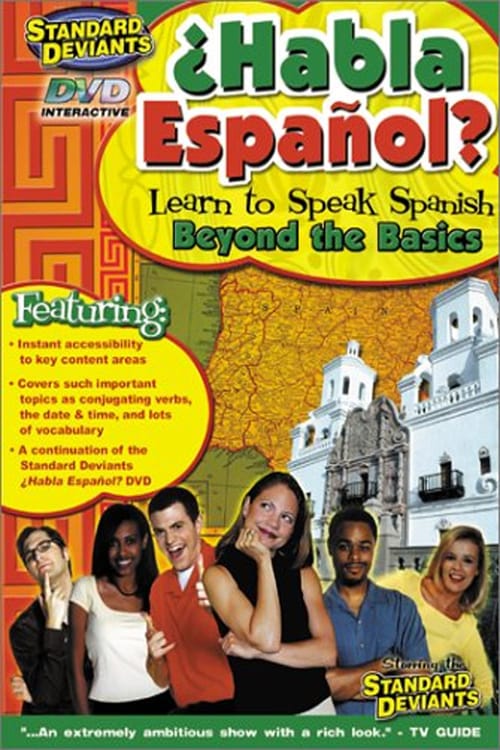 STANDARD
DEVIANTS
DVD
INTERACTIVE
¿Habla
Español?
Learn to Speak Spanish
Beyond the Basics
SPAIN
Featuring:
• Instant accessibility
to key content areas
• Covers such important
topics as conjugating verbs,
the date & time, and lots
of vocabulary
• A continuation of the
Standard Deviants
¿Habla Español? DVD
Starring the
STANDARD
DEVIANTS
"...An extremely ambitious show with a rich look." - TV GUIDE